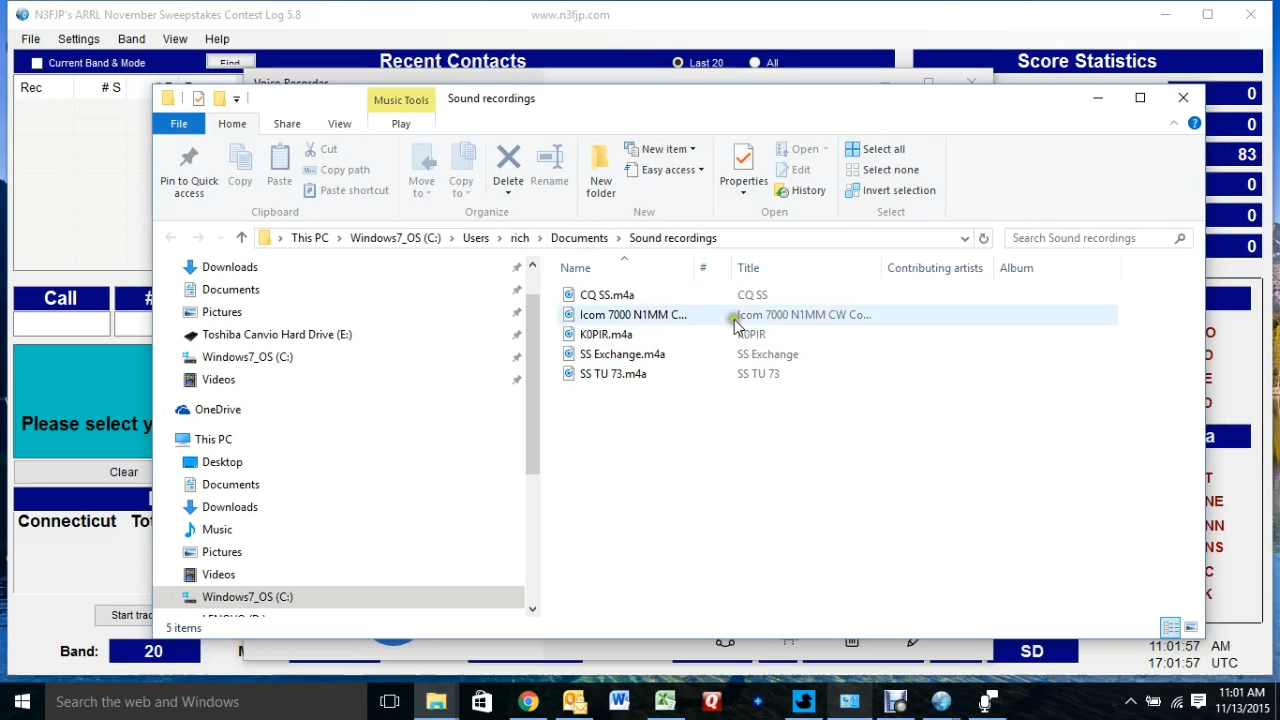 N3FJP's ARRL November Sweepstakes Contest Log 5.8
www.n3fjp.com
File Settings Band View Help
Current Band & Mode
Find
Recent Contacts
Last 20
All
Score Statistics
Rec # S
0
0
83
0
0
0
Call #
Please select y
Clear
Connecticut Tot
Start trac
Band: 20 M
SD
11:01:57 AM
17:01:57 UTC
Voice Recorder
Music Tools
Sound recordings
File Home Share View Play
Pin to Quick access
Copy
Paste
Cut
Copy path
Paste shortcut
Clipboard
Move to
Copy to
Delete
Rename
Organize
New folder
New item
Easy access
New
Properties
Open
Edit
History
Open
Select all
Select none
Invert selection
Select
This PC > Windows7_OS (C:) > Users > rich > Documents > Sound recordings
Search Sound recordings
Downloads
Documents
Pictures
Toshiba Canvio Hard Drive (E:)
Windows7_OS (C:)
Videos
OneDrive
This PC
Desktop
Documents
Downloads
Music
Pictures
Videos
Windows7_OS (C:)
Name # Title Contributing artists Album
CQ SS.m4a CQ SS
Icom 7000 N1MM C... Icom 7000 N1MM CW Co...
K0PIR.m4a K0PIR
SS Exchange.m4a SS Exchange
SS TU 73.m4a SS TU 73
5 items
O
O
E
O
a
T
NE
NN
NS
C
K
Search the web and Windows
11:01 AM
11/13/2015